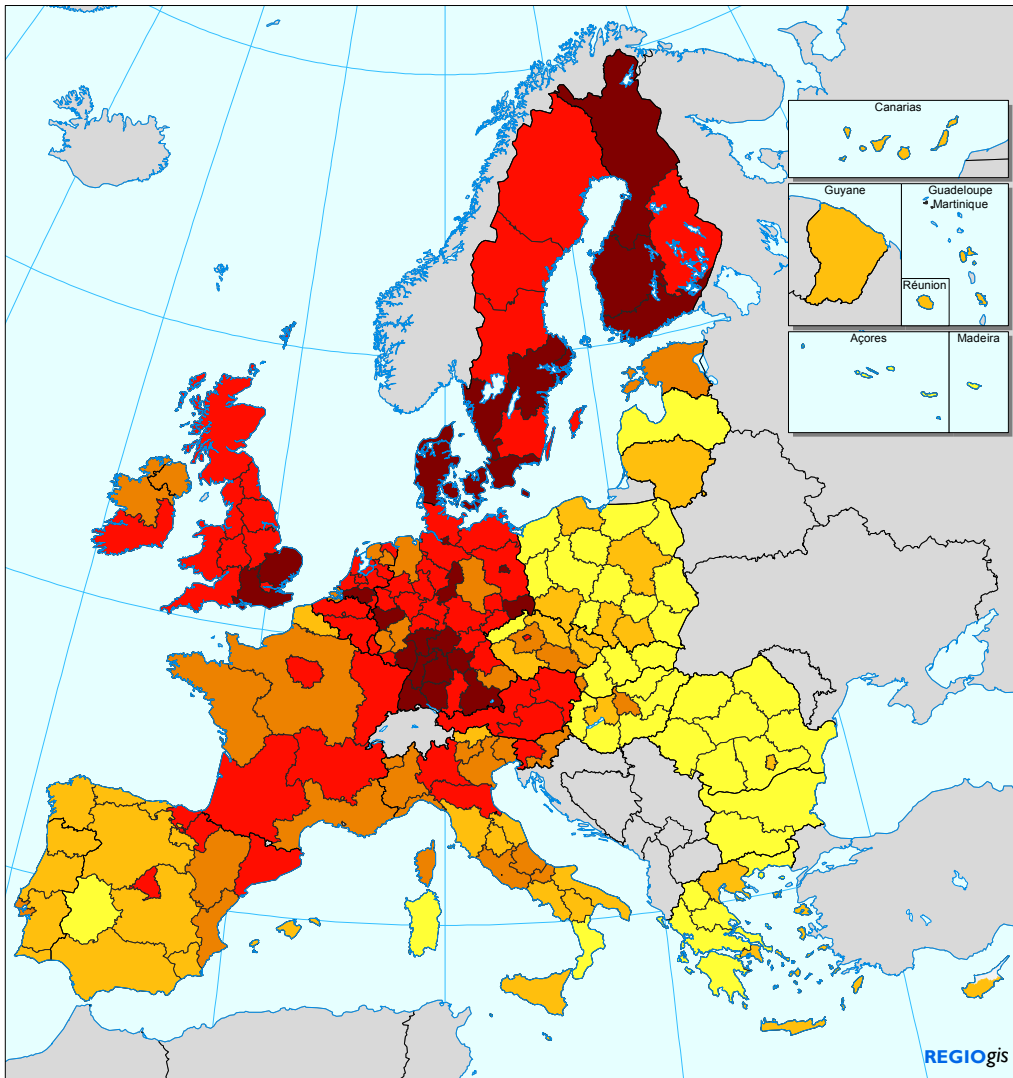 Canarias
Guyane
Guadeloupe
Martinique
Réunion
Açores
Madeira
REGIOgis